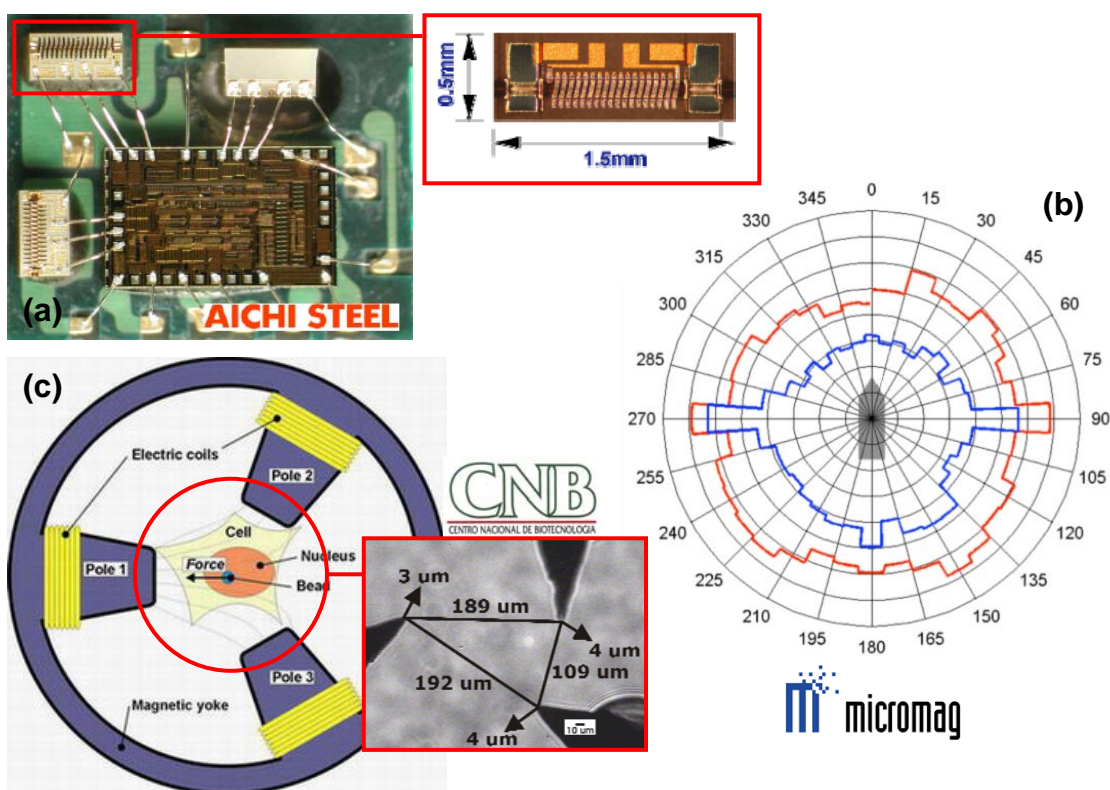 0.5mm
1.5mm
(a)
AICHI STEEL
(b)
0
15
30
45
60
75
90
105
120
135
150
165
180
195
210
225
240
255
270
285
300
315
330
345
(c)
Electric coils
Pole 2
Cell
Pole 1
Force
Nucleus
Bead
Pole 3
Magnetic yoke
CNB
CENTRO NACIONAL DE BIOTECNOLOGIA
3 um
189 um
4 um
192 um
109 um
4 um
10 um
micromag